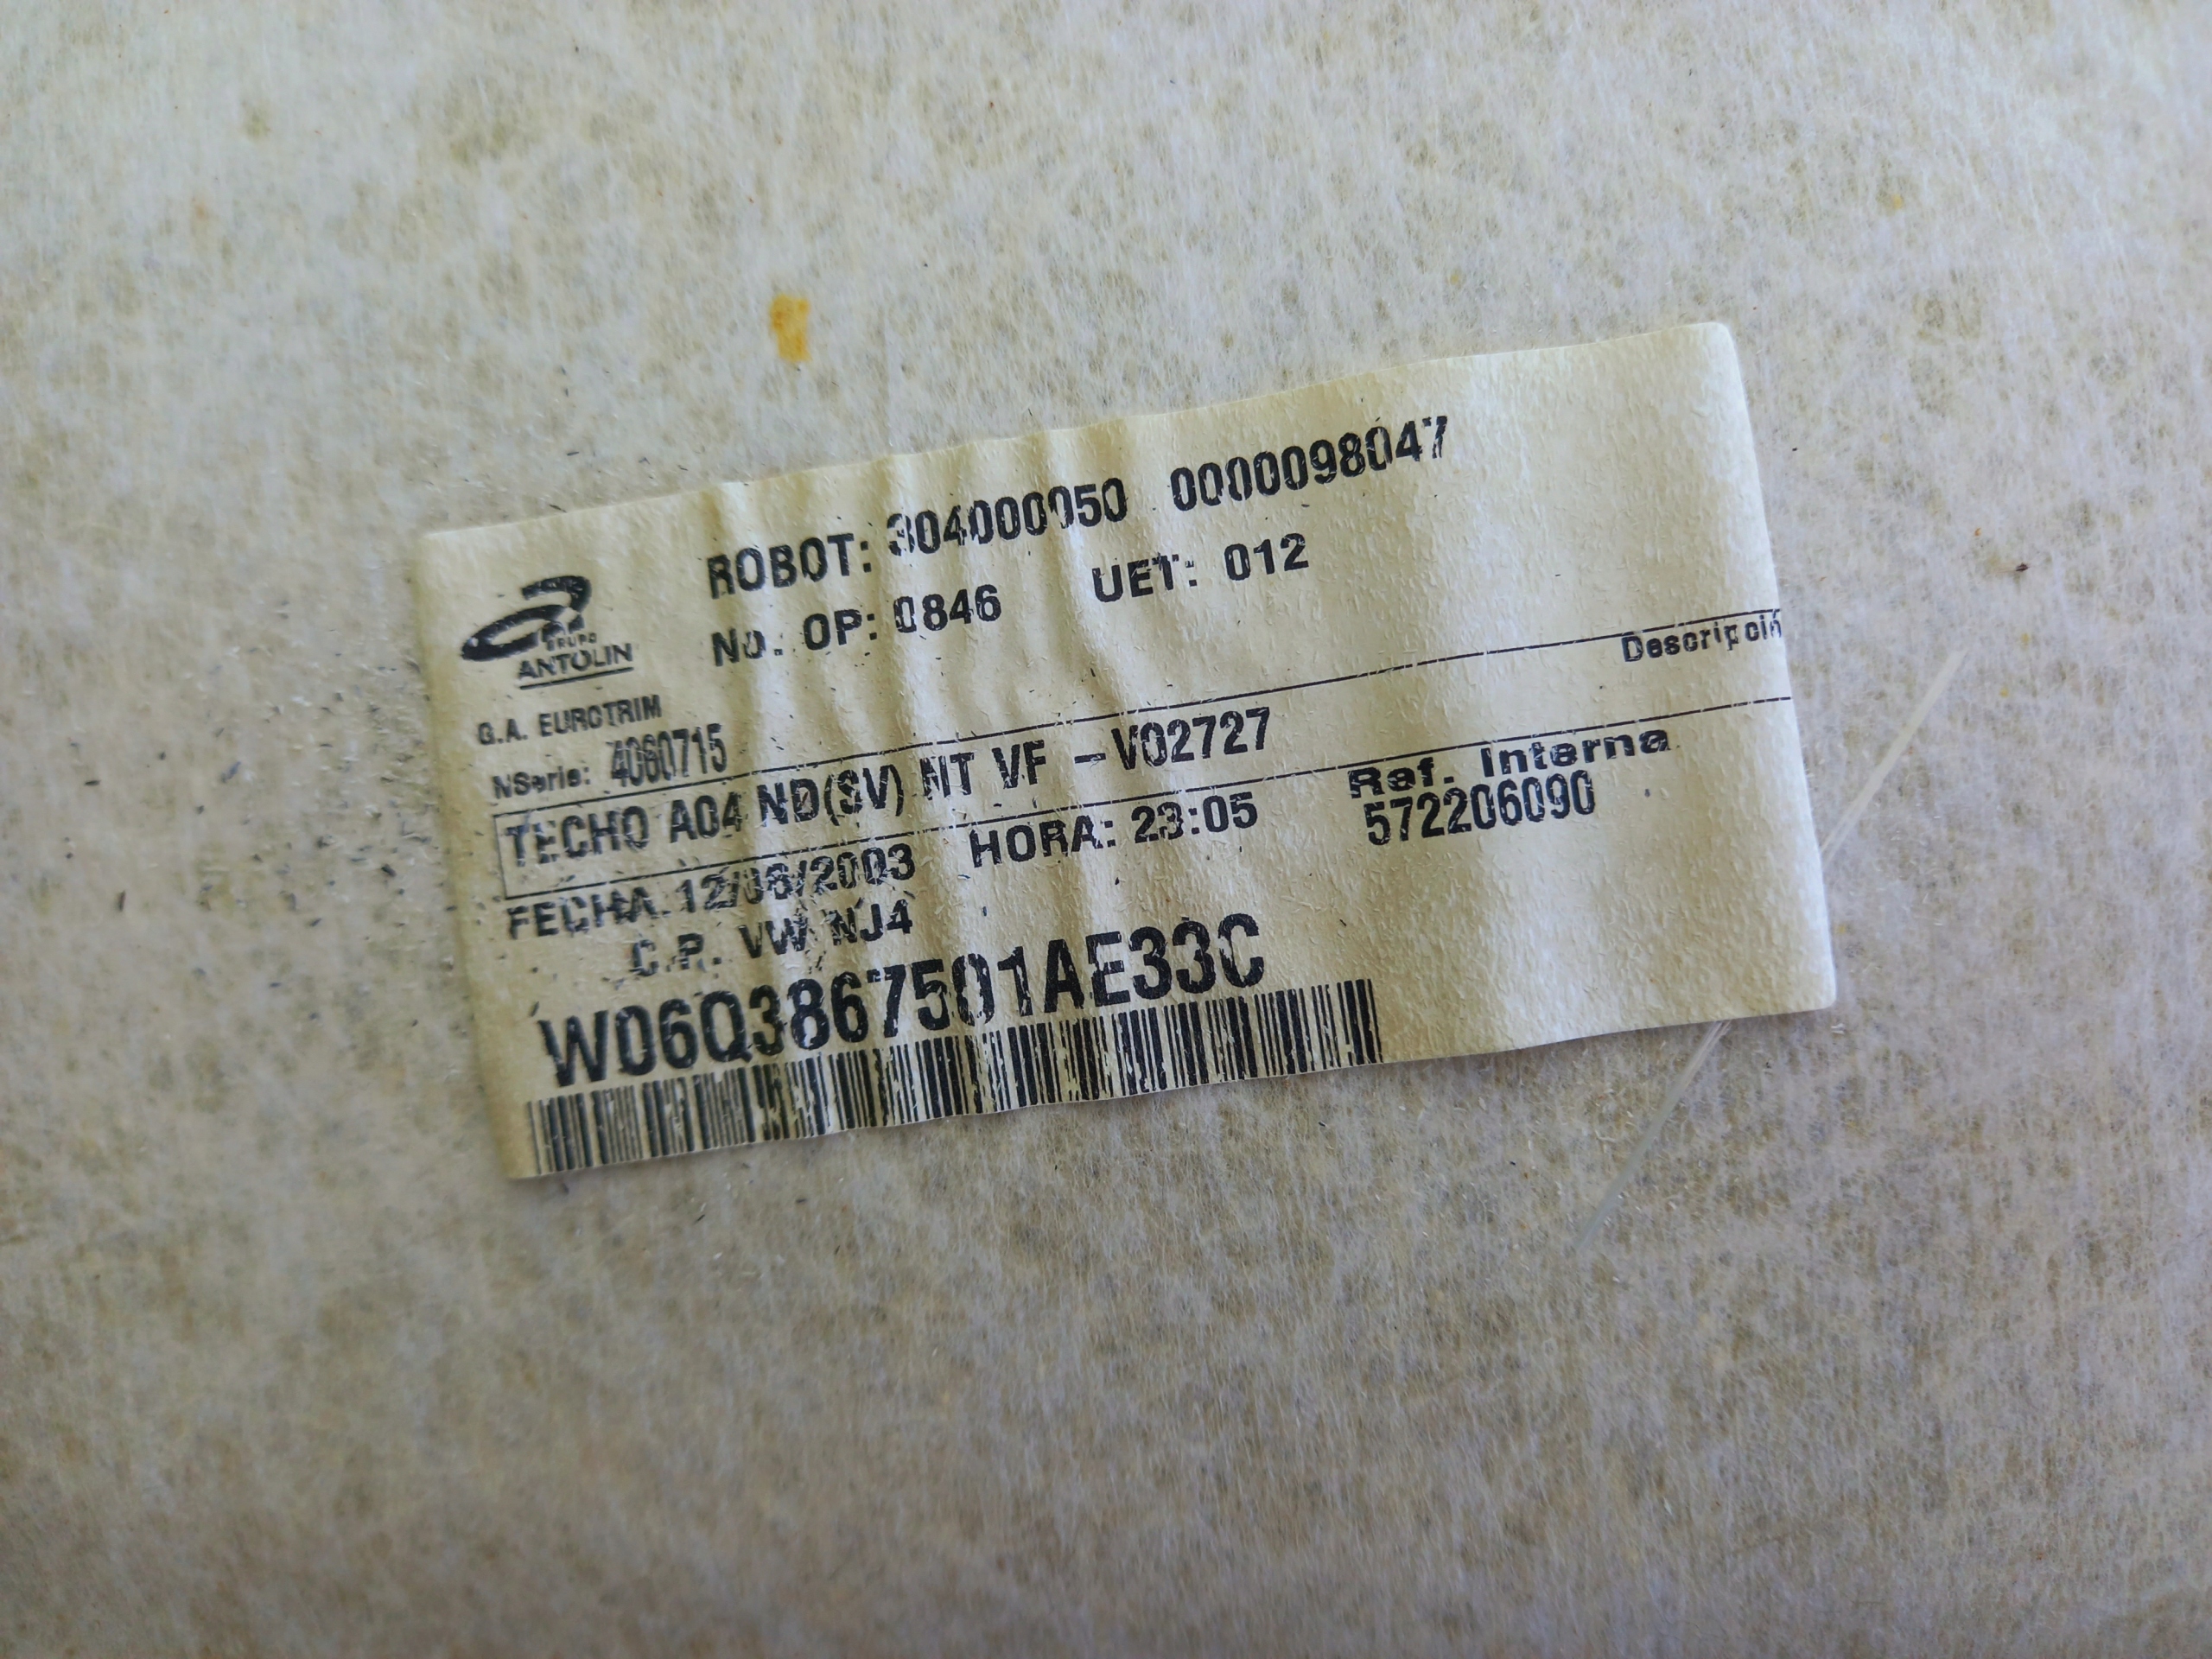 ROBOT: 304000050 0000098047
No. OP: 0846 UET: 012
GRUPO
ANTOLIN
G.A. EUROTRIM
NSerie: 4060715
Descripción
TECHO A04 ND(SV) NT VF -V02727
FECHA. 12/06/2003 HORA: 23:05
Ref. Interna
572206090
C.P. VW NJ4
W06Q3867501AE33C